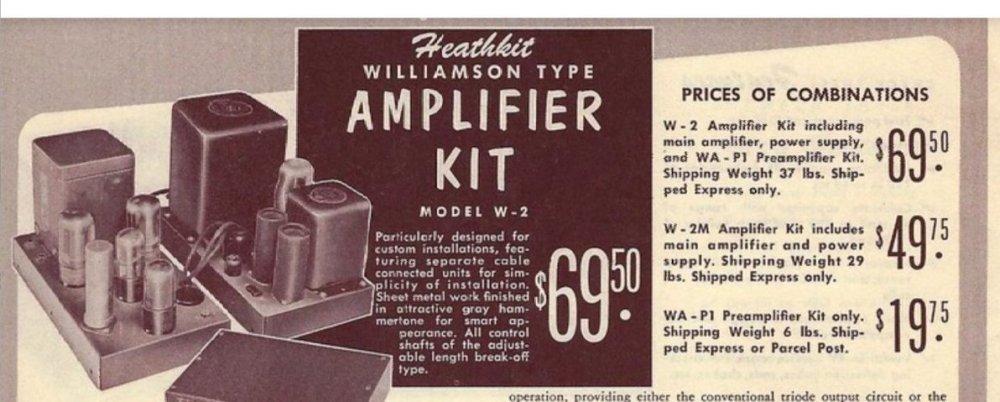 Heathkit
WILLIAMSON TYPE
AMPLIFIER
KIT
MODEL W-2
Particularly designed for
custom installations, fea-
turing separate cable
connected units for sim-
plicity of installation.
Sheet metal work finished
in attractive gray ham-
mertone for smart ap-
pearance. All control
shafts of the adjust-
able length break-off
type.
$69.50
PRICES OF COMBINATIONS
W - 2 Amplifier Kit including
main amplifier, power supply,
and WA - P1 Preamplifier Kit.
Shipping Weight 37 lbs. Ship-
ped Express only.
$69.50
W - 2M Amplifier Kit includes
main amplifier and power
supply. Shipping Weight 29
lbs. Shipped Express only.
$49.75
WA - P1 Preamplifier Kit only.
Shipping Weight 6 lbs. Ship-
ped Express or Parcel Post.
$19.75
operation, providing either the conventional triode output circuit or the